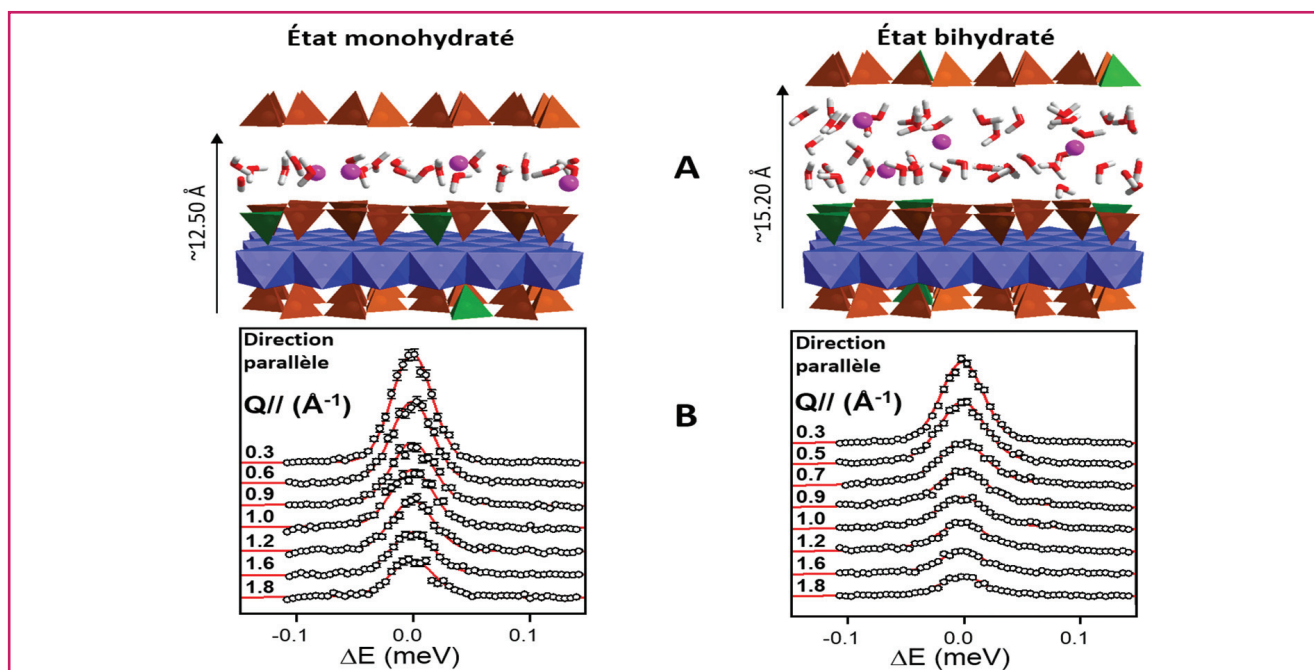 État monohydraté
État bihydraté
~12.50 Å
A
~15.20 Å
Direction
parallèle
Q// (Å⁻¹)
0.3
0.6
0.9
1.0
1.2
1.6
1.8
-0.1
0.0
0.1
ΔE (meV)
B
Direction
parallèle
Q// (Å⁻¹)
0.3
0.5
0.7
0.9
1.0
1.2
1.6
1.8
-0.1
0.0
0.1
ΔE (meV)